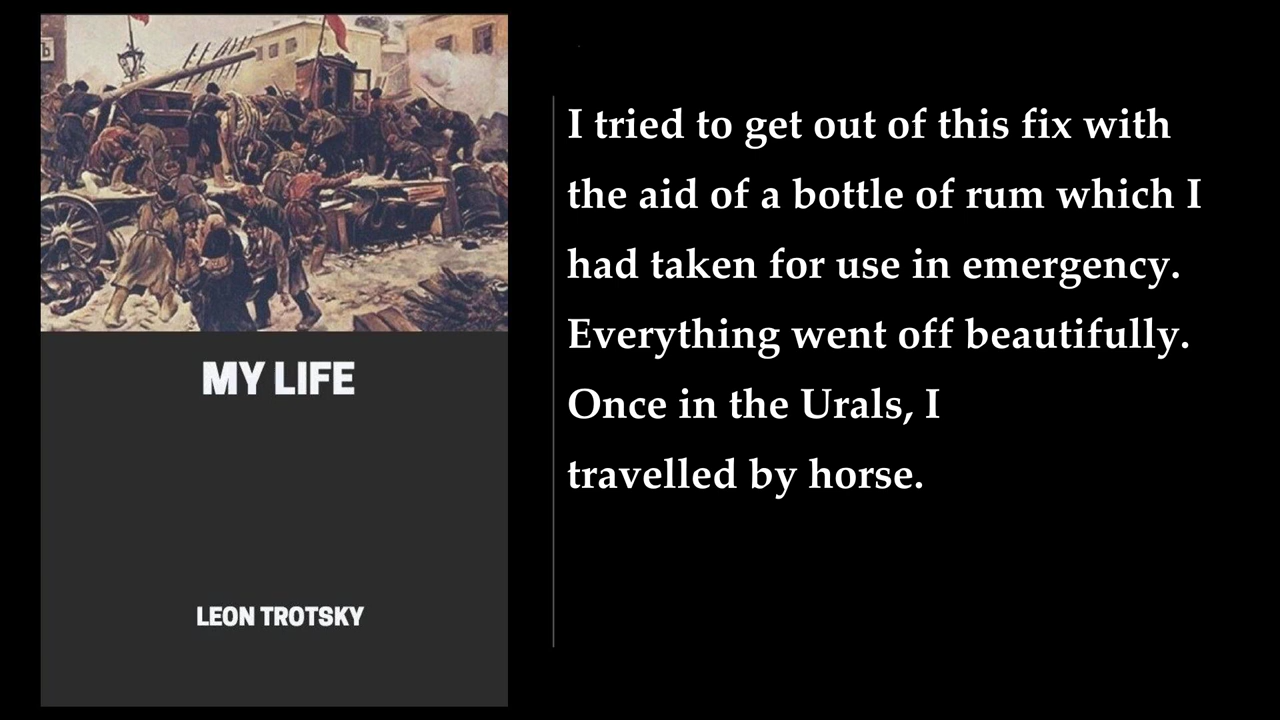 Ъ
MY LIFE
LEON TROTSKY
I tried to get out of this fix with
the aid of a bottle of rum which I
had taken for use in emergency.
Everything went off beautifully.
Once in the Urals, I
travelled by horse.